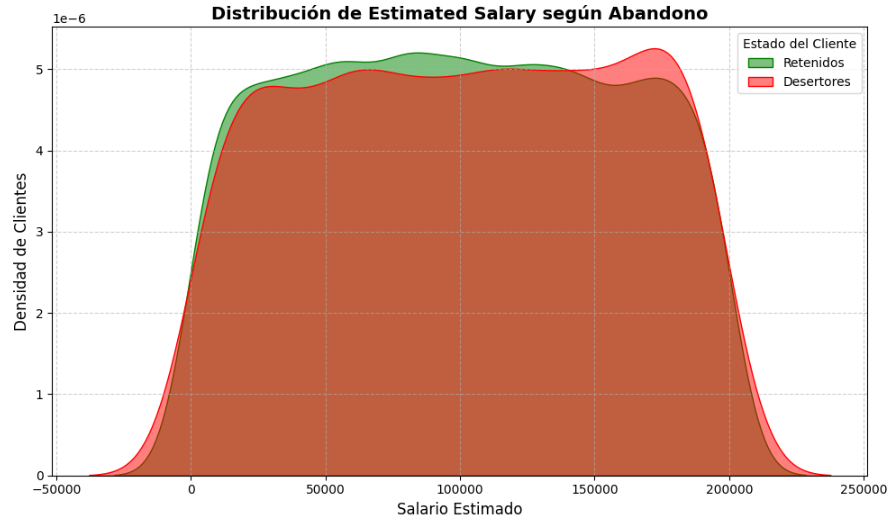 Distribución de Estimated Salary según Abandono
1e−6
Estado del Cliente
Retenidos
Desertores
5
4
3
2
1
0
Densidad de Clientes
−50000 0 50000 100000 150000 200000 250000
Salario Estimado